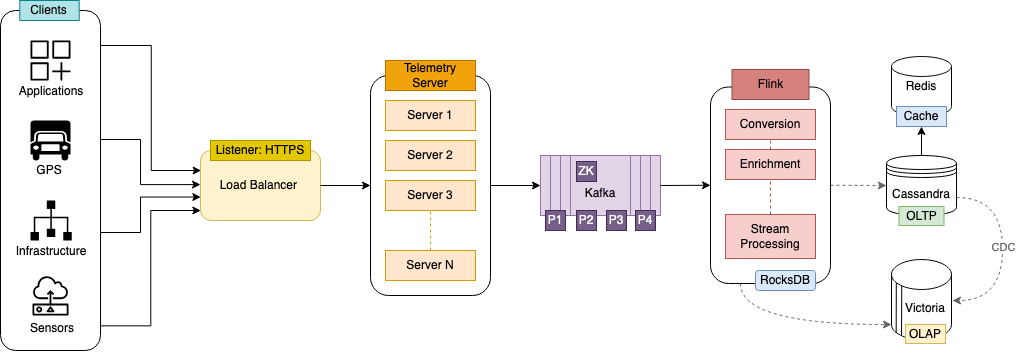 Clients
Applications
GPS
Infrastructure
Sensors
Listener: HTTPS
Load Balancer
Telemetry
Server
Server 1
Server 2
Server 3
Server N
ZK
Kafka
P1
P2
P3
P4
Flink
Conversion
Enrichment
Stream
Processing
RocksDB
Redis
Cache
Cassandra
OLTP
CDC
Victoria
OLAP